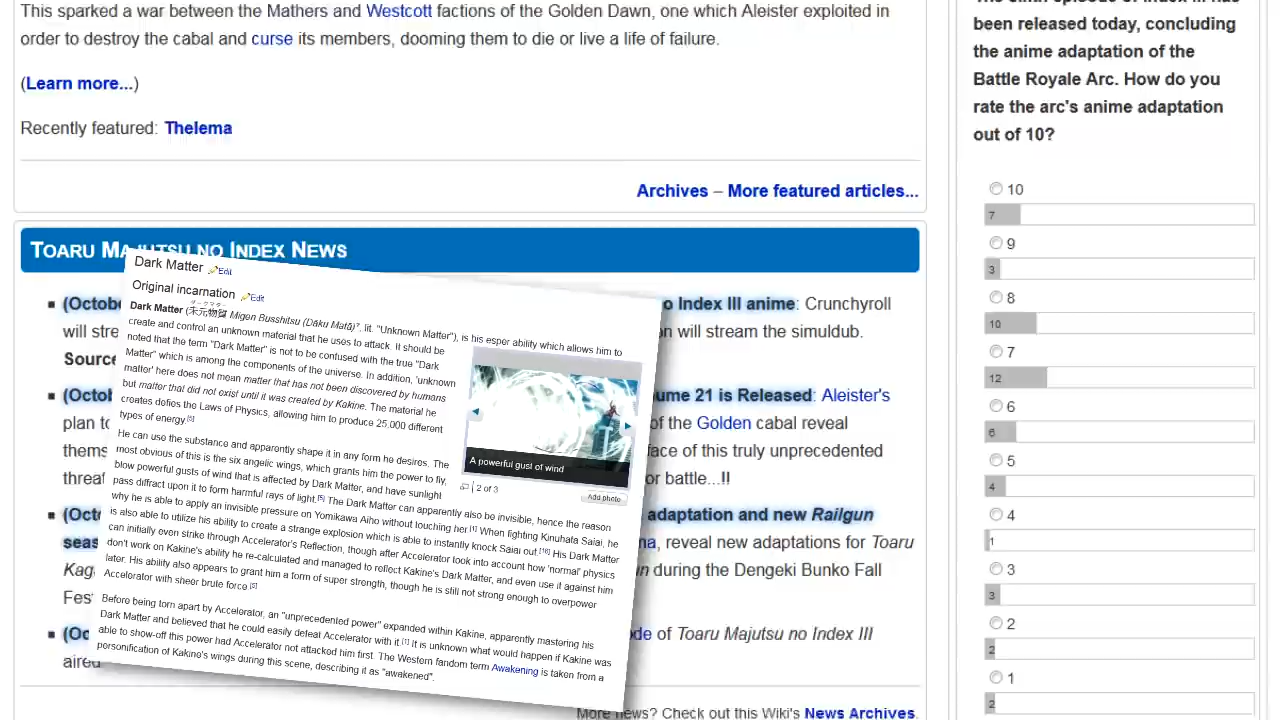 This sparked a war between the Mathers and Westcott factions of the Golden Dawn, one which Aleister exploited in
order to destroy the cabal and curse its members, dooming them to die or live a life of failure.
(Learn more...)
Recently featured: Thelema
Archives – More featured articles...
Toaru Majutsu no Index News
(Octob
o Index III anime: Crunchyroll
will stre
n will stream the simuldub.
Source
(Octob
ume 21 is Released: Aleister's
plan to
of the Golden cabal reveal
thems
face of this truly unprecedented
threat
or battle...!!
(Octo
adaptation and new Railgun
seas
na, reveal new adaptations for Toaru
Kag
n during the Dengeki Bunko Fall
Fest
(Oc
ode of Toaru Majutsu no Index III
aired
More news? Check out this Wiki's News Archives.
Dark Matter Edit
Original incarnation Edit
Dark Matter (未元物質 Migen Busshitsu (Dāku Matā)?, lit. "Unknown Matter"), is his esper ability which allows him to
create and control an unknown material that he uses to attack. It should be
noted that the term "Dark Matter" is not to be confused with the true "Dark
Matter" which is among the components of the universe. In addition, 'unknown
matter' here does not mean matter that has not been discovered by humans
but matter that did not exist until it was created by Kakine. The material he
creates defies the Laws of Physics, allowing him to produce 25,000 different
types of energy.[5]
He can use the substance and apparently shape it in any form he desires. The
most obvious of this is the six angelic wings, which grants him the power to fly,
blow powerful gusts of wind that is affected by Dark Matter, and have sunlight
pass diffract upon it to form harmful rays of light.[5] The Dark Matter can apparently also be invisible, hence the reason
why he is able to apply an invisible pressure on Yomikawa Aiho without touching her.[1] When fighting Kinuhata Saiai, he
is also able to utilize his ability to create a strange explosion which is able to instantly knock Saiai out.[16] His Dark Matter
can initially even strike through Accelerator's Reflection, though after Accelerator took into account how 'normal' physics
don't work on Kakine's ability he re-calculated and managed to reflect Kakine's Dark Matter, and even use it against him
later. His ability also appears to grant him a form of super strength, though he is still not strong enough to overpower
Accelerator with sheer brute force.[5]
Before being torn apart by Accelerator, an "unprecedented power" expanded within Kakine, apparently mastering his
Dark Matter and believed that he could easily defeat Accelerator with it.[1] It is unknown what would happen if Kakine was
able to show-off this power had Accelerator not attacked him first. The Western fandom term Awakening is taken from a
personification of Kakine's wings during this scene, describing it as "awakened".
A powerful gust of wind
2 of 3
Add photo
been released today, concluding
the anime adaptation of the
Battle Royale Arc. How do you
rate the arc's anime adaptation
out of 10?
10
7
9
3
8
10
7
12
6
6
5
4
4
1
3
3
2
2
1
2